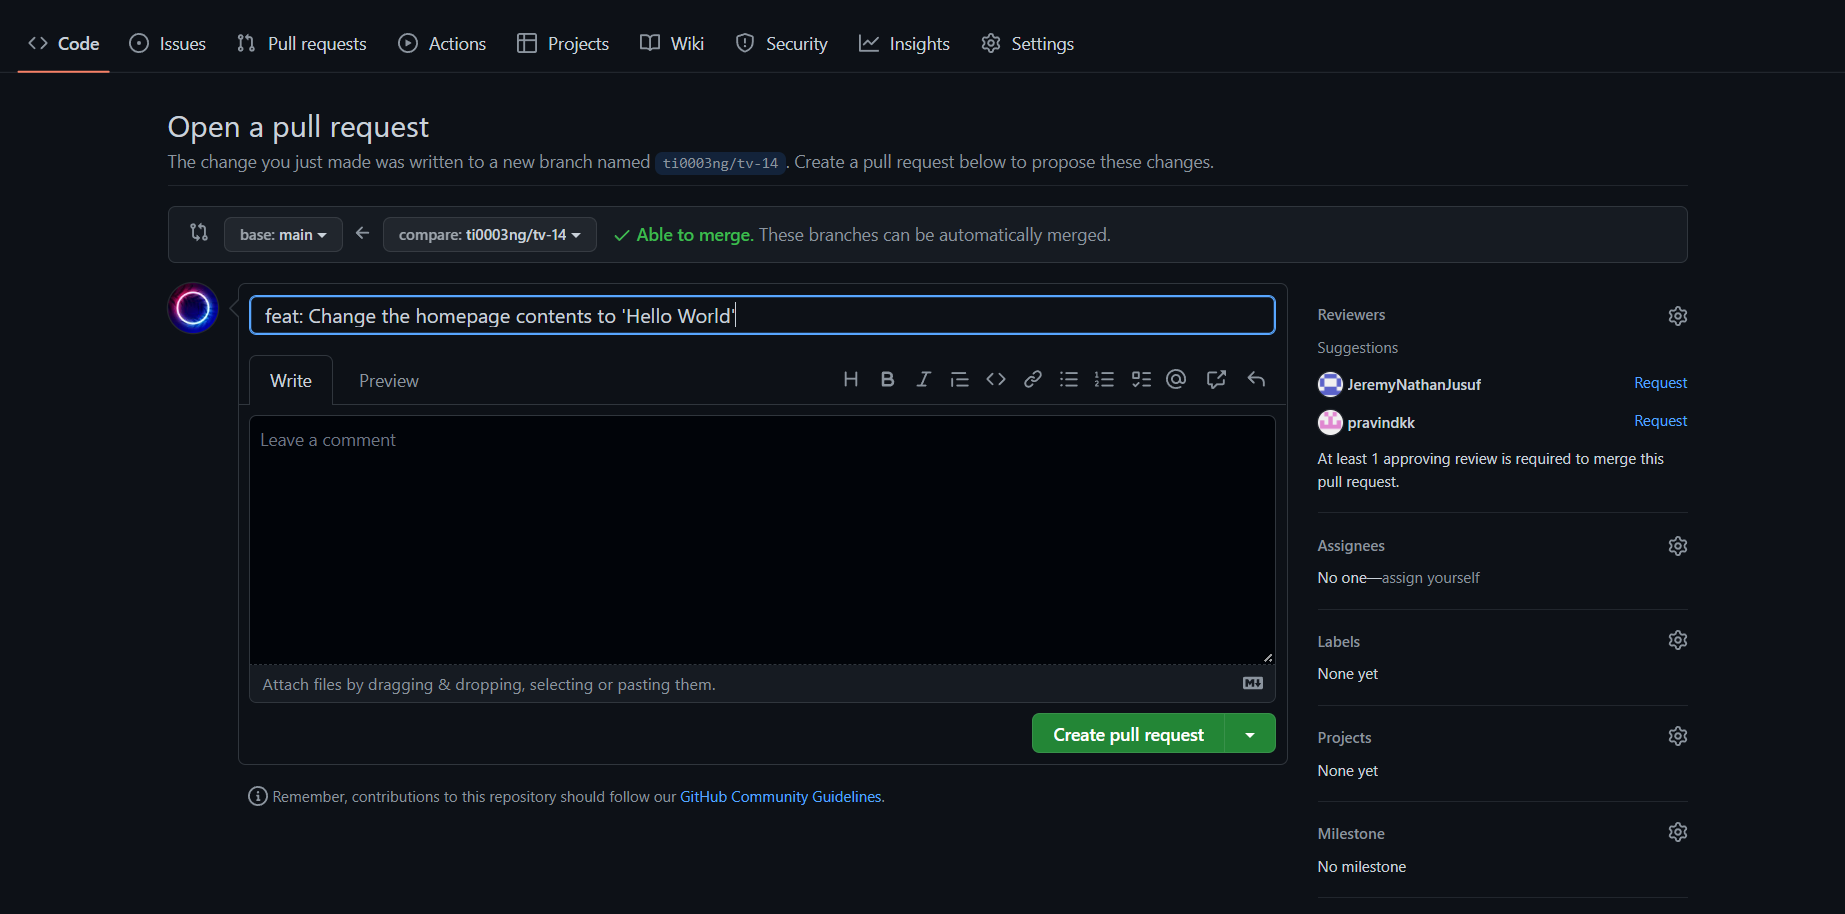 Code Issues Pull requests Actions Projects Wiki Security Insights Settings
Open a pull request
The change you just made was written to a new branch named ti0003ng/tv-14. Create a pull request below to propose these changes.
base: main compare: ti0003ng/tv-14 Able to merge. These branches can be automatically merged.
feat: Change the homepage contents to 'Hello World'
Write Preview
Leave a comment
Attach files by dragging & dropping, selecting or pasting them.
Create pull request
Remember, contributions to this repository should follow our GitHub Community Guidelines.
Reviewers
Suggestions
JeremyNathanJusuf Request
pravindkk Request
At least 1 approving review is required to merge this
pull request.
Assignees
No one—assign yourself
Labels
None yet
Projects
None yet
Milestone
No milestone